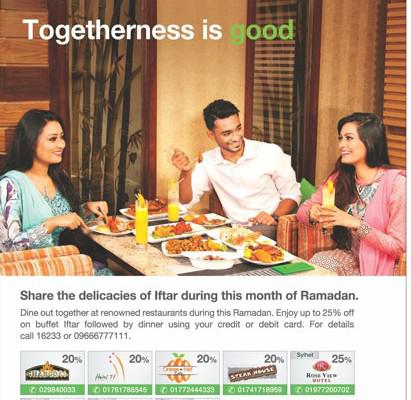 Togetherness is good
Share the delicacies of Iftar during this month of Ramadan.
Dine out together at renowned restaurants during this Ramadan. Enjoy up to 25% off
on buffet Iftar followed by dinner using your credit or debit card. For details
call 16233 or 09666777111.
20% 20% 20% 20% Sylhet 25%
STEAK HOUSE
ROSE VIEW
HOTEL
029840033 01761788545 01772444333 01741718959 01977200702